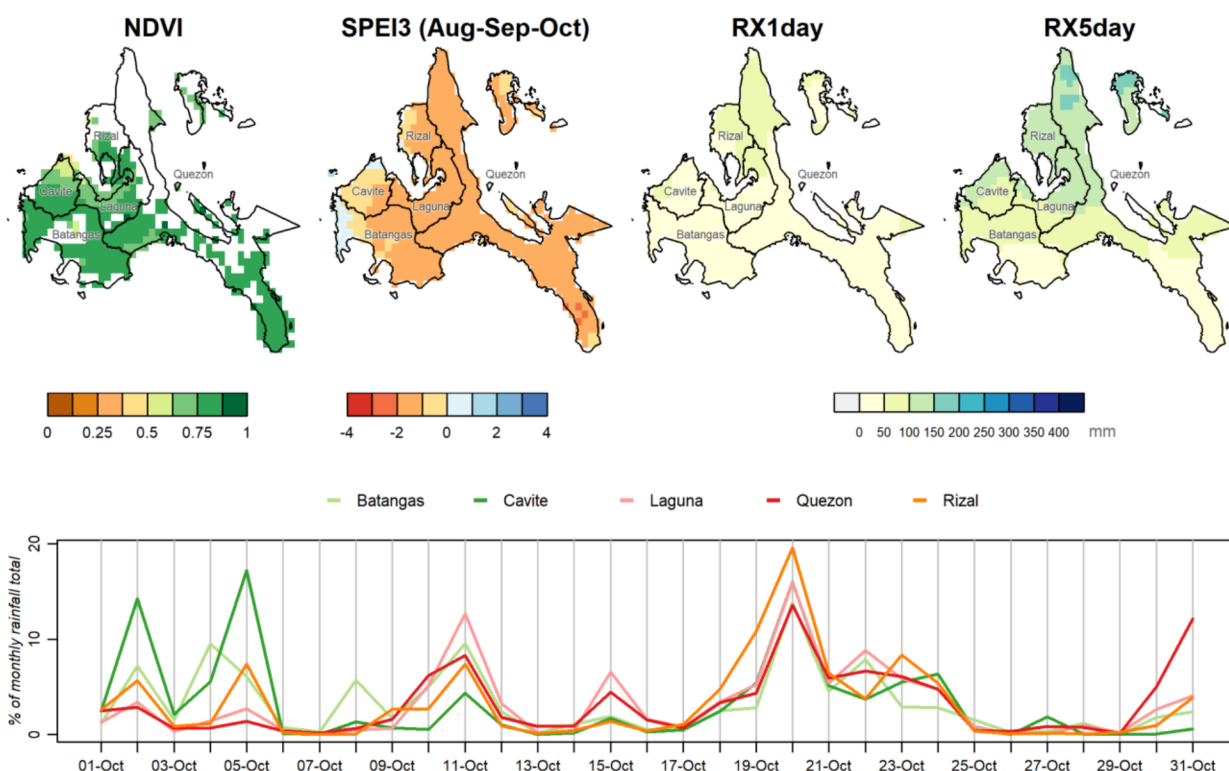 NDVI SPEI3 (Aug-Sep-Oct) RX1day RX5day
Rizal Rizal Rizal Rizal
Quezon Quezon Quezon Quezon
Cavite Cavite Cavite Cavite
Laguna Laguna Laguna Laguna
Batangas Batangas Batangas Batangas
0 0.25 0.5 0.75 1 -4 -2 0 2 4 0 50 100 150 200 250 300 350 400 mm
Batangas Cavite Laguna Quezon Rizal
% of monthly rainfall total
20
10
0
01-Oct 03-Oct 05-Oct 07-Oct 09-Oct 11-Oct 13-Oct 15-Oct 17-Oct 19-Oct 21-Oct 23-Oct 25-Oct 27-Oct 29-Oct 31-Oct